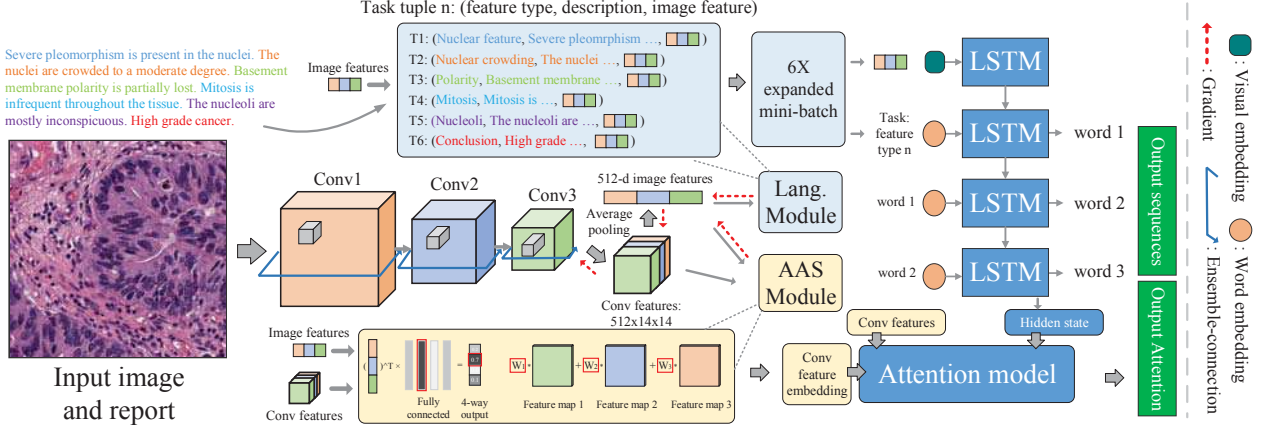 Task tuple n: (feature type, description, image feature)
Severe pleomorphism is present in the nuclei. The
nuclei are crowded to a moderate degree. Basement
membrane polarity is partially lost. Mitosis is
infrequent throughout the tissue. The nucleoli are
mostly inconspicuous. High grade cancer.
Image features
T1: (Nuclear feature, Severe pleomrphism …, )
T2: (Nuclear crowding, The nuclei …, )
T3: (Polarity, Basement membrane …, )
T4: (Mitosis, Mitosis is …, )
T5: (Nucleoli, The nucleoli are …, )
T6: (Conclusion, High grade …, )
6X
expanded
mini-batch
LSTM
Task:
feature
type n
LSTM
word 1
word 1
LSTM
word 2
word 2
LSTM
word 3
Conv1
Conv2
Conv3
512-d image features
Average
pooling
Lang.
Module
AAS
Module
Conv features:
512x14x14
Input image
and report
Image features
Conv features
( )^T ×
=
0.7
0.1
Fully
connected
4-way
output
W1*
+
W2*
+
W3*
Feature map 1
Feature map 2
Feature map 3
Conv features
Hidden state
Conv
feature
embedding
Attention model
Output sequences
Output Attention
: Gradient
: Visual embedding
: Ensemble-connection
: Word embedding